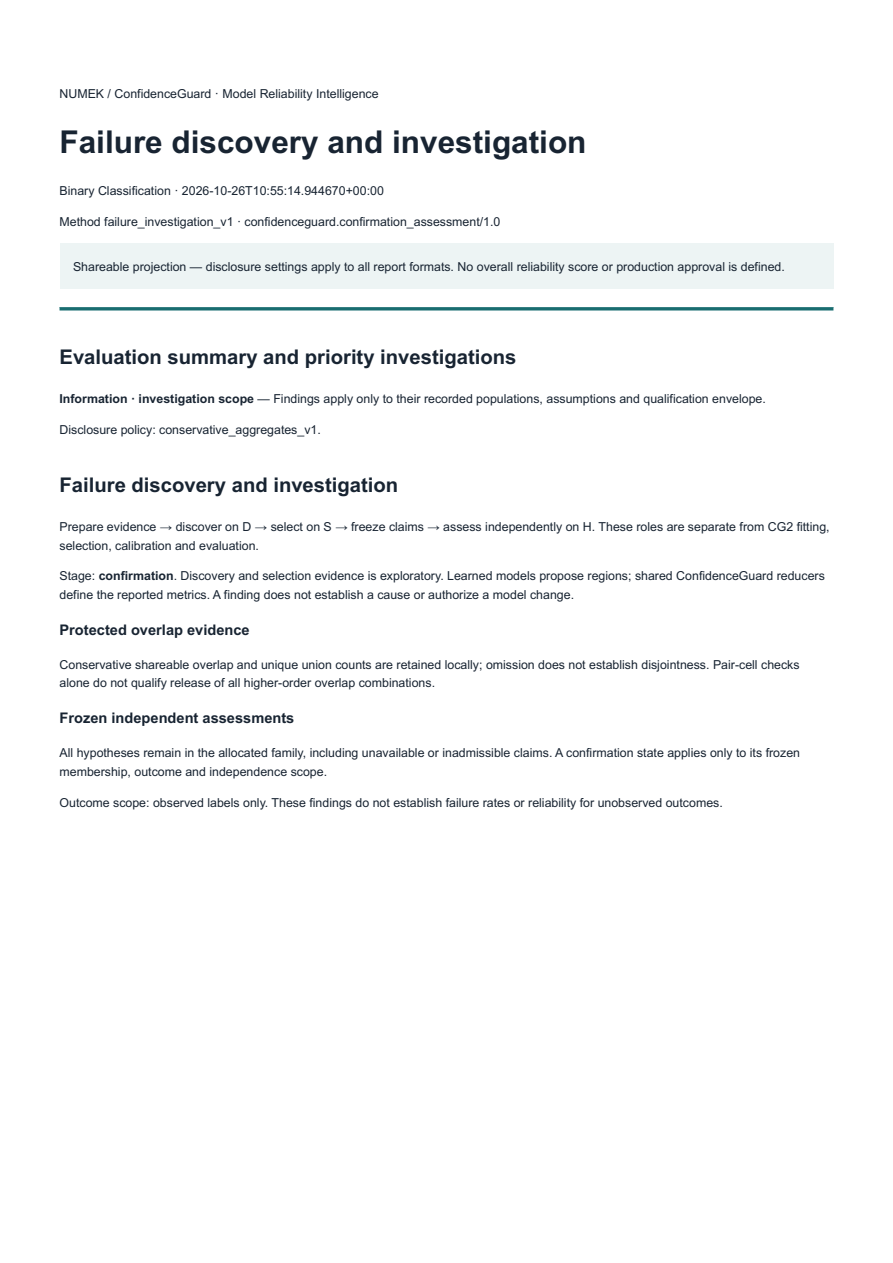 NUMEK / ConfidenceGuard · Model Reliability Intelligence
Failure discovery and investigation
Binary Classification · 2026-10-26T10:55:14.944670+00:00
Method failure_investigation_v1 · confidenceguard.confirmation_assessment/1.0
Shareable projection — disclosure settings apply to all report formats. No overall reliability score or production approval is defined.
Evaluation summary and priority investigations
Information · investigation scope — Findings apply only to their recorded populations, assumptions and qualification envelope.
Disclosure policy: conservative_aggregates_v1.
Failure discovery and investigation
Prepare evidence → discover on D → select on S → freeze claims → assess independently on H. These roles are separate from CG2 fitting,
selection, calibration and evaluation.
Stage: confirmation. Discovery and selection evidence is exploratory. Learned models propose regions; shared ConfidenceGuard reducers
define the reported metrics. A finding does not establish a cause or authorize a model change.
Protected overlap evidence
Conservative shareable overlap and unique union counts are retained locally; omission does not establish disjointness. Pair-cell checks
alone do not qualify release of all higher-order overlap combinations.
Frozen independent assessments
All hypotheses remain in the allocated family, including unavailable or inadmissible claims. A confirmation state applies only to its frozen
membership, outcome and independence scope.
Outcome scope: observed labels only. These findings do not establish failure rates or reliability for unobserved outcomes.